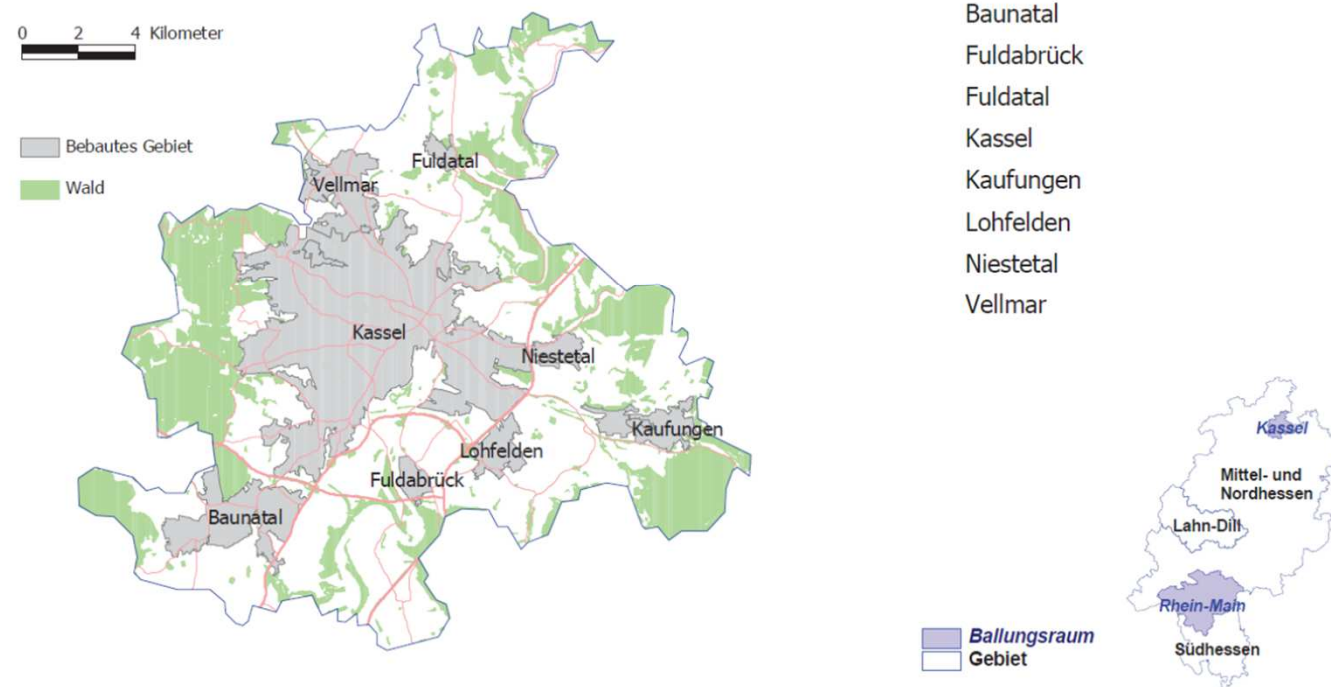 0 2 4 Kilometer
Bebautes Gebiet
Wald
Fuldatal
Vellmar
Kassel
Niestetal
Kaufungen
Lohfelden
Fuldabrück
Baunatal
Baunatal
Fuldabrück
Fuldatal
Kassel
Kaufungen
Lohfelden
Niestetal
Vellmar
Kassel
Mittel- und
Nordhessen
Lahn-Dill
Rhein-Main
Südhessen
Ballungsraum
Gebiet